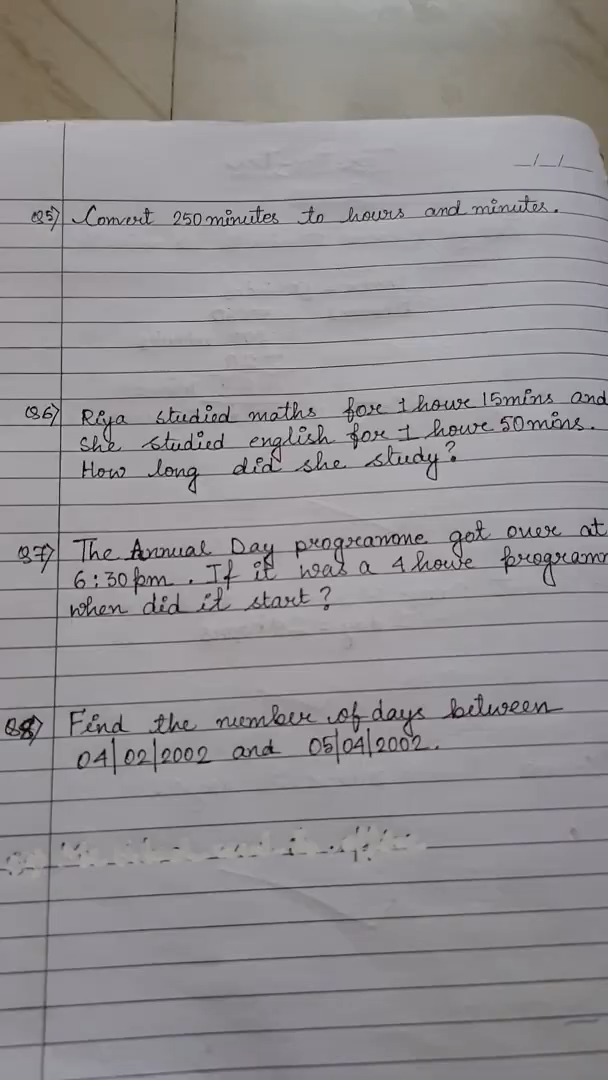 _/_/_
Q5) Convert 250 minutes to hours and minutes.
Q6) Riya studied maths for 1 hour 15mins and
she studied english for 1 hour 50mins.
How long did she study?
Q7) The Annual Day programme got over at
6:30pm. If it was a 4 hour programm
when did it start?
Q8) Find the number of days between
04|02|2002 and 05|04|2002.